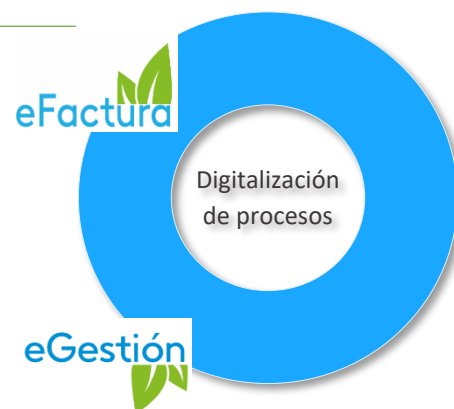 eFactura
Digitalización
de procesos
eGestión